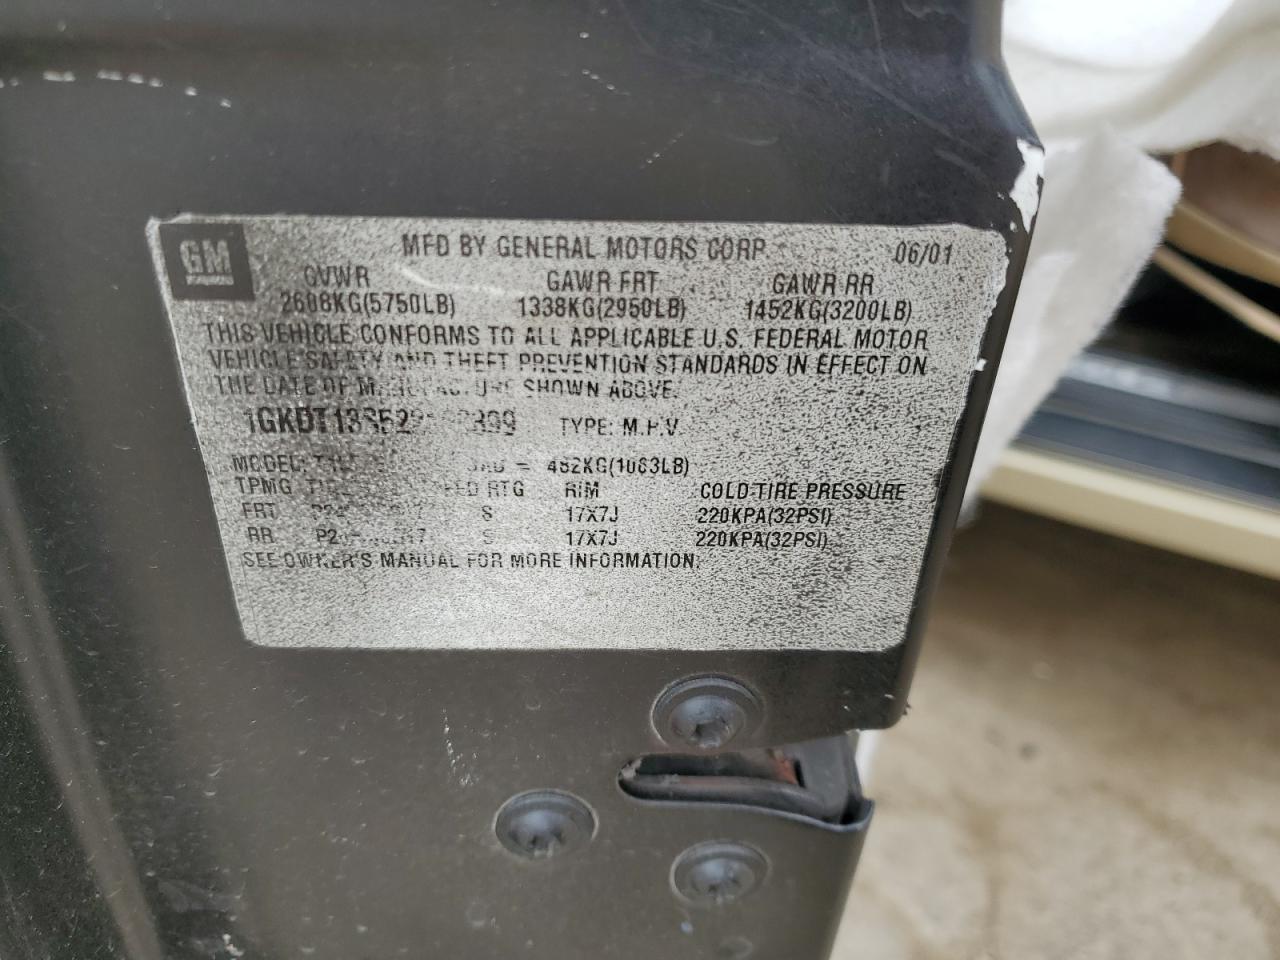 GM
MFD BY GENERAL MOTORS CORP 06/01
GVWR GAWR FRT GAWR RR
2608KG(5750LB) 1338KG(2950LB) 1452KG(3200LB)
THIS VEHICLE CONFORMS TO ALL APPLICABLE U.S. FEDERAL MOTOR
VEHICLE SAFETY AND THEFT PREVENTION STANDARDS IN EFFECT ON
THE DATE OF MANUFACTURE SHOWN ABOVE.
TYPE: M.P.V.
MODEL: = 482KG(1063LB)
TPMG RTG RIM COLD TIRE PRESSURE
FRT S 17X7J 220KPA(32PSI)
RR S 17X7J 220KPA(32PSI)
SEE OWNER'S MANUAL FOR MORE INFORMATION.